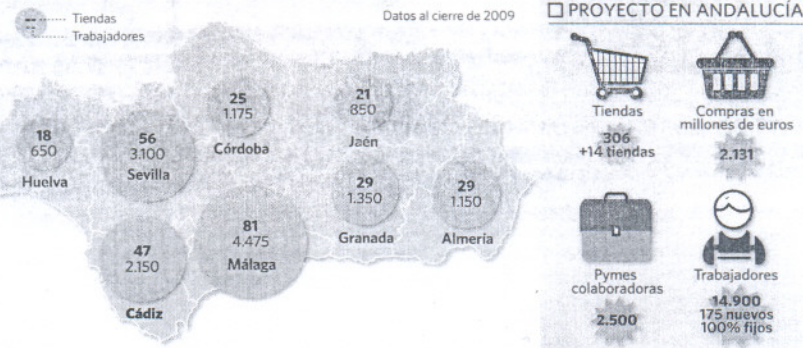 Tiendas
Trabajadores
Datos al cierre de 2009
18
650
Huelva
56
3.100
Sevilla
25
1.175
Córdoba
21
850
Jaén
47
2.150
Cádiz
81
4.475
Málaga
29
1.350
Granada
29
1.150
Almería
PROYECTO EN ANDALUCÍA
Tiendas
306
+14 tiendas
Compras en
millones de euros
2.131
Pymes
colaboradoras
2.500
Trabajadores
14.900
175 nuevos
100% fijos